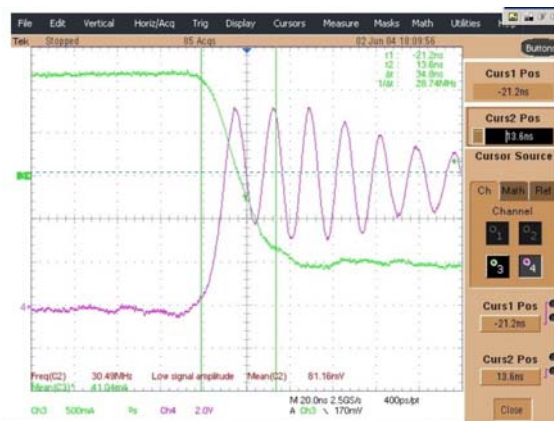 File Edit Vertical Horiz/Acq Trig Display Cursors Measure Masks Math Utilities
Buttons
Tek Stopped 85 Acqs 02 Jun 04 18:09:56
t1: -21.2ns
t2: 13.6ns
Δt: 34.8ns
1/Δt: 28.74MHz
Curs1 Pos
-21.2ns
Curs2 Pos
13.6ns
Cursor Source
Ch Math Ref
Channel
1 2
3 4
Curs1 Pos
-21.2ns
Curs2 Pos
13.6ns
Close
4
Freq(C2) 30.49MHz Low signal amplitude Mean(C2) 81.16mV
Ch3 500mA Ch4 2.0V
M 20.0ns 2.5GS/s 400ps/pt
A Ch3 170mV